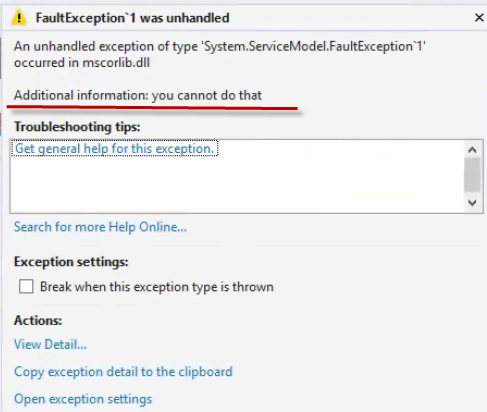 FaultException`1 was unhandled
An unhandled exception of type 'System.ServiceModel.FaultException`1'
occurred in mscorlib.dll
Additional information: you cannot do that
Troubleshooting tips:
Get general help for this exception.
Search for more Help Online...
Exception settings:
Break when this exception type is thrown
Actions:
View Detail...
Copy exception detail to the clipboard
Open exception settings